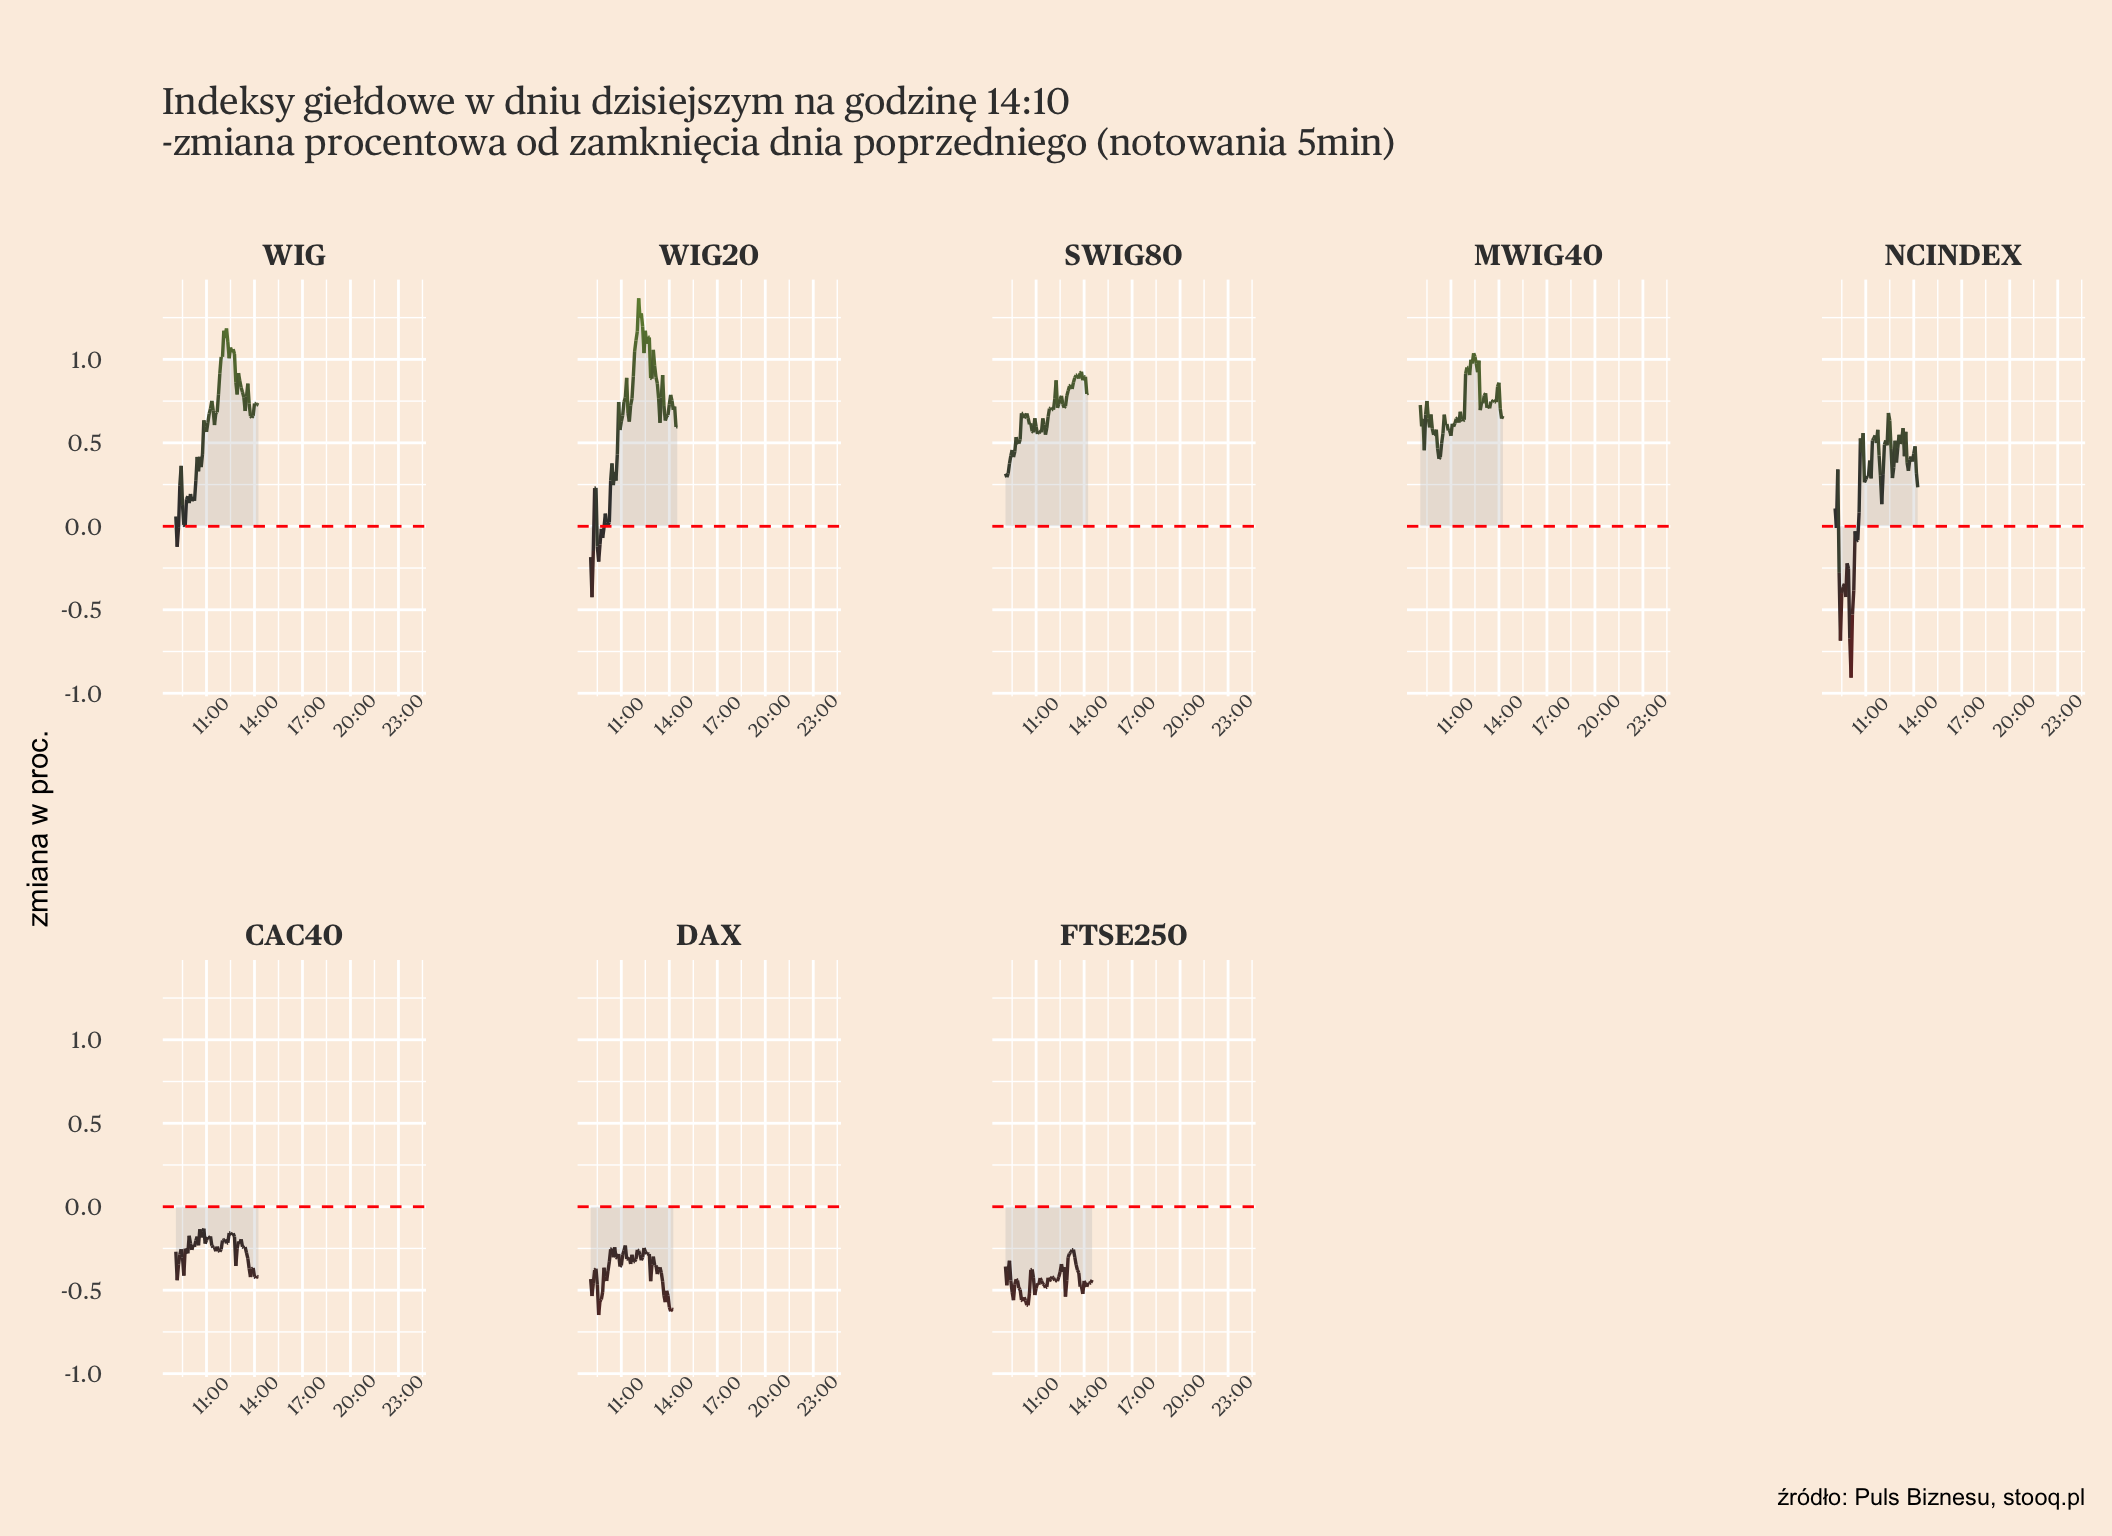 Indeksy giełdowe w dniu dzisiejszym na godzinę 14:10
-zmiana procentowa od zamknięcia dnia poprzedniego (notowania 5min)
WIG
WIG20
SWIG80
MWIG40
NCINDEX
1.0
0.5
0.0
-0.5
-1.0
11:00 14:00 17:00 20:00 23:00
11:00 14:00 17:00 20:00 23:00
11:00 14:00 17:00 20:00 23:00
11:00 14:00 17:00 20:00 23:00
11:00 14:00 17:00 20:00 23:00
zmiana w proc.
CAC40
DAX
FTSE250
1.0
0.5
0.0
-0.5
-1.0
11:00 14:00 17:00 20:00 23:00
11:00 14:00 17:00 20:00 23:00
11:00 14:00 17:00 20:00 23:00
źródło: Puls Biznesu, stooq.pl